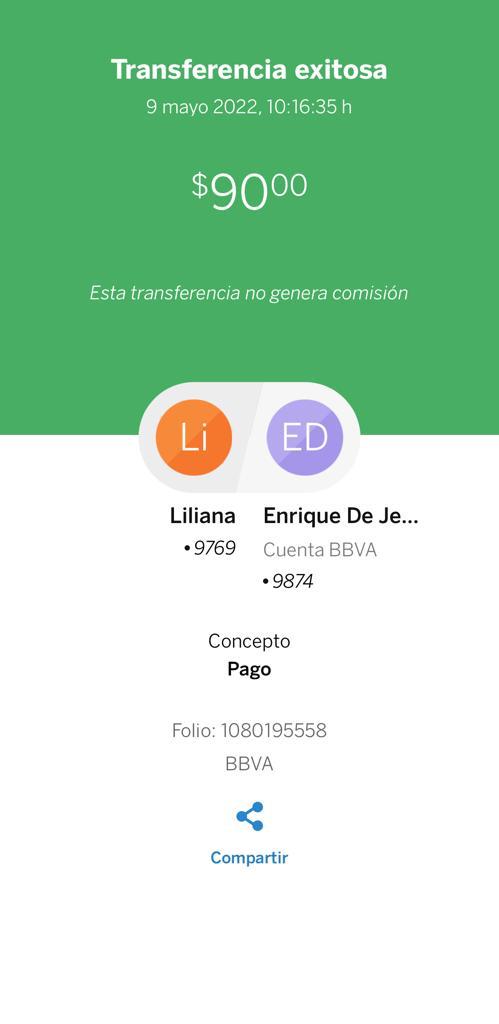 Transferencia exitosa
9 mayo 2022, 10:16:35 h
$90.00
Esta transferencia no genera comisión
Li ED
Liliana
•9769
Enrique De Je...
Cuenta BBVA
•9874
Concepto
Pago
Folio: 1080195558
BBVA
Compartir